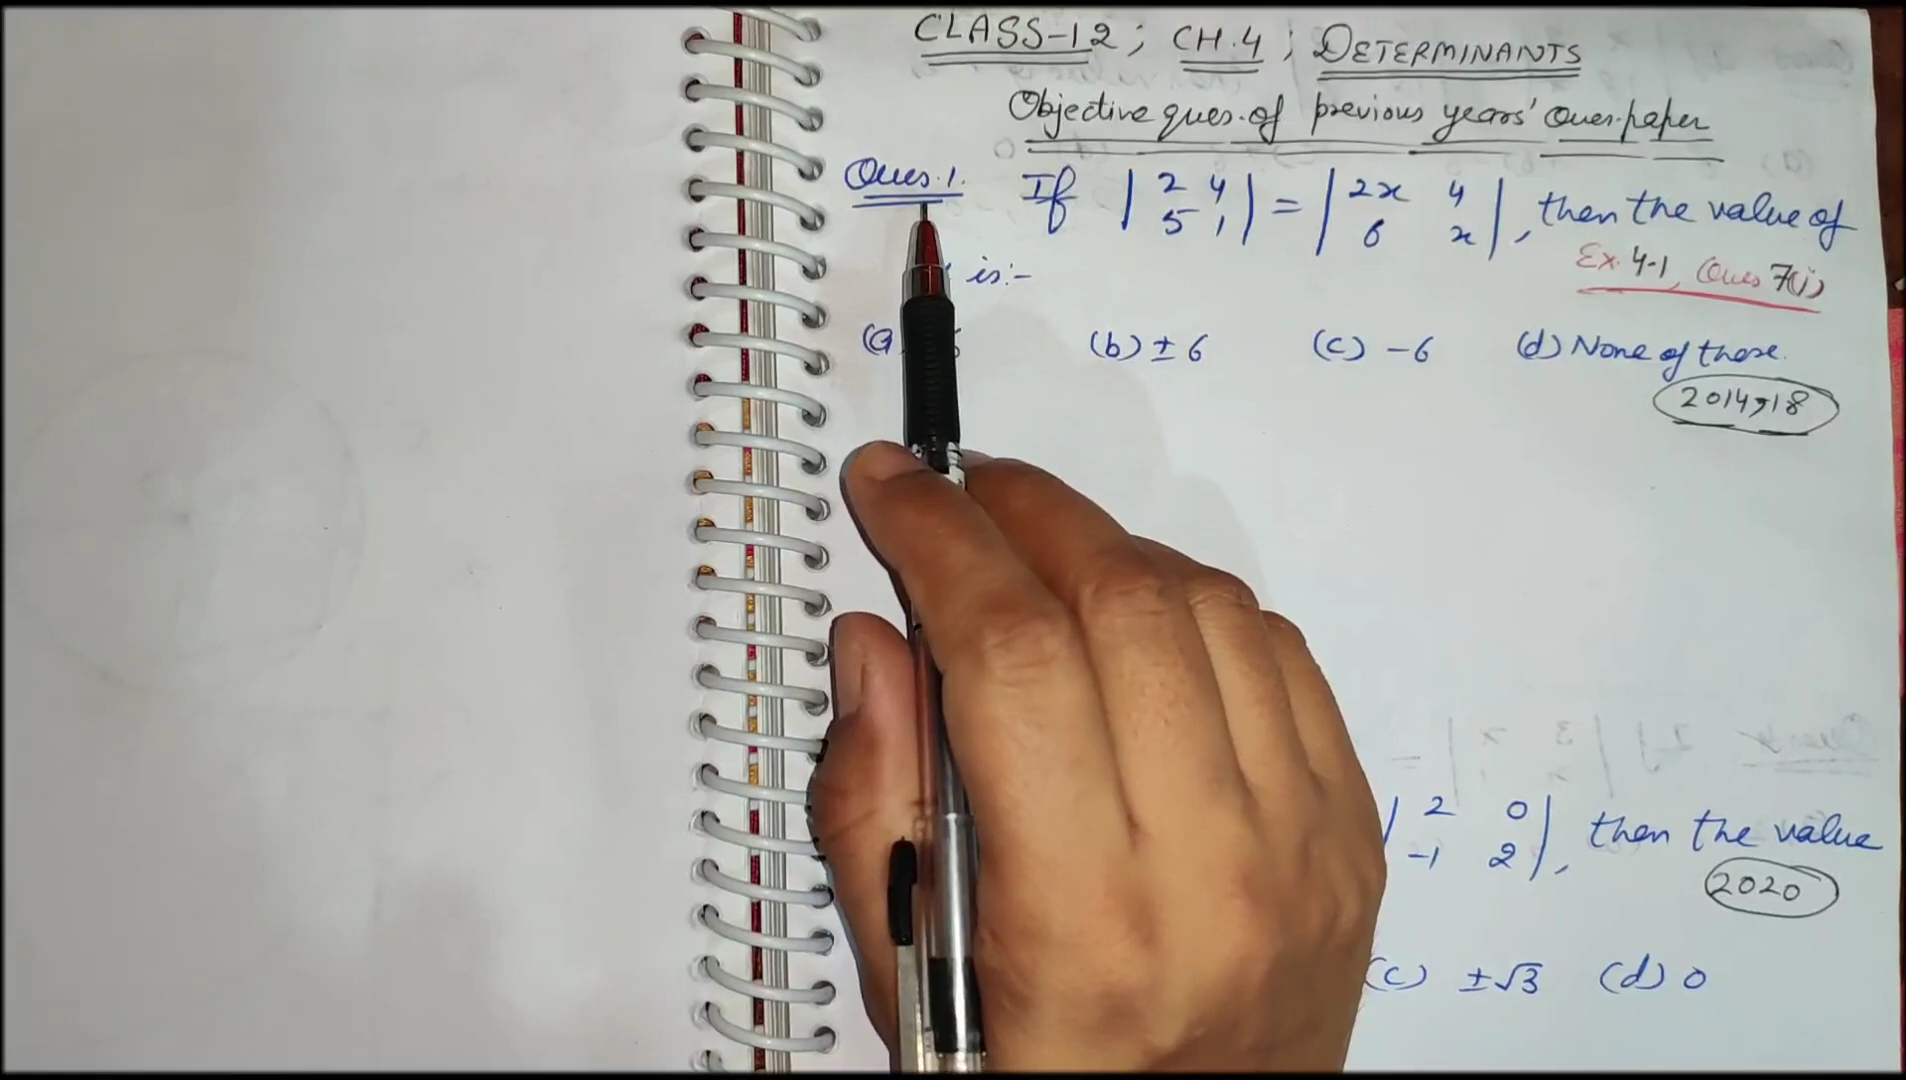 CLASS-12 ; CH.4 ; DETERMINANTS
Objective ques. of previous years' Ques. paper
Ques.1. If | 2 4 | = | 2x 4 |, then the value of
5 1 6 x
Ex. 4.1, Ques 7(i)
is:-
(a) (b) ± 6 (c) -6 (d) None of these.
2014,18
| 2 0 |, then the value
-1 2
2020
(c) ±√3 (d) 0